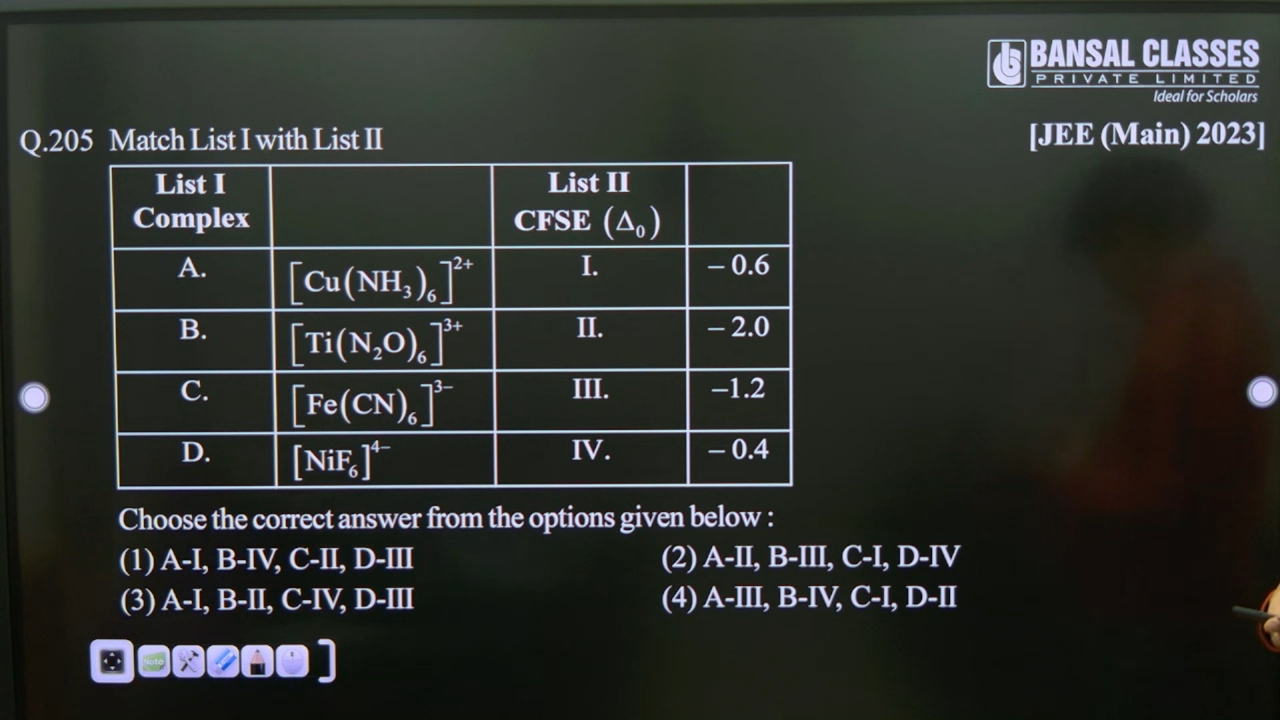 BANSAL CLASSES
PRIVATE LIMITED
Ideal for Scholars
Q.205 Match List I with List II
[JEE (Main) 2023]
List I Complex List II CFSE (Δ₀)
A. [Cu(NH₃)₆]²⁺ I. – 0.6
B. [Ti(N₂O)₆]³⁺ II. – 2.0
C. [Fe(CN)₆]³⁻ III. –1.2
D. [NiF₆]⁴⁻ IV. – 0.4
Choose the correct answer from the options given below :
(1) A-I, B-IV, C-II, D-III (2) A-II, B-III, C-I, D-IV
(3) A-I, B-II, C-IV, D-III (4) A-III, B-IV, C-I, D-II
Note